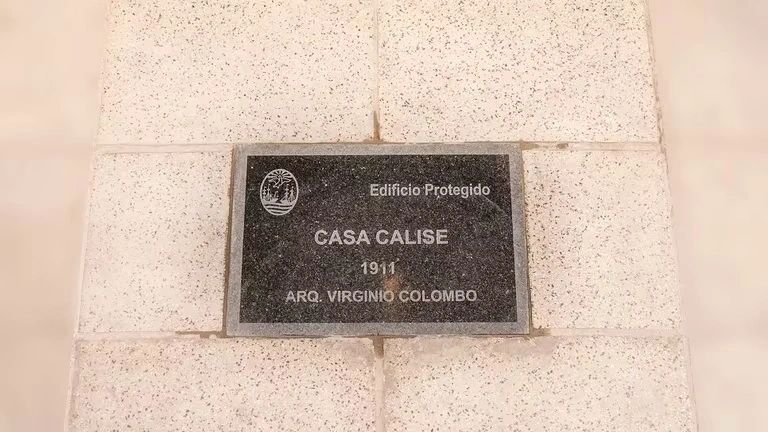 Edificio Protegido
CASA CALISE
1911
ARQ. VIRGINIO COLOMBO